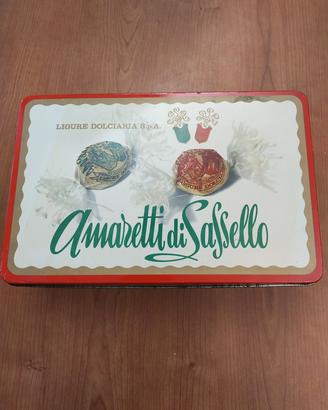 LIGURE DOLCIARIA S.p.A.
Amaretti di Sassello